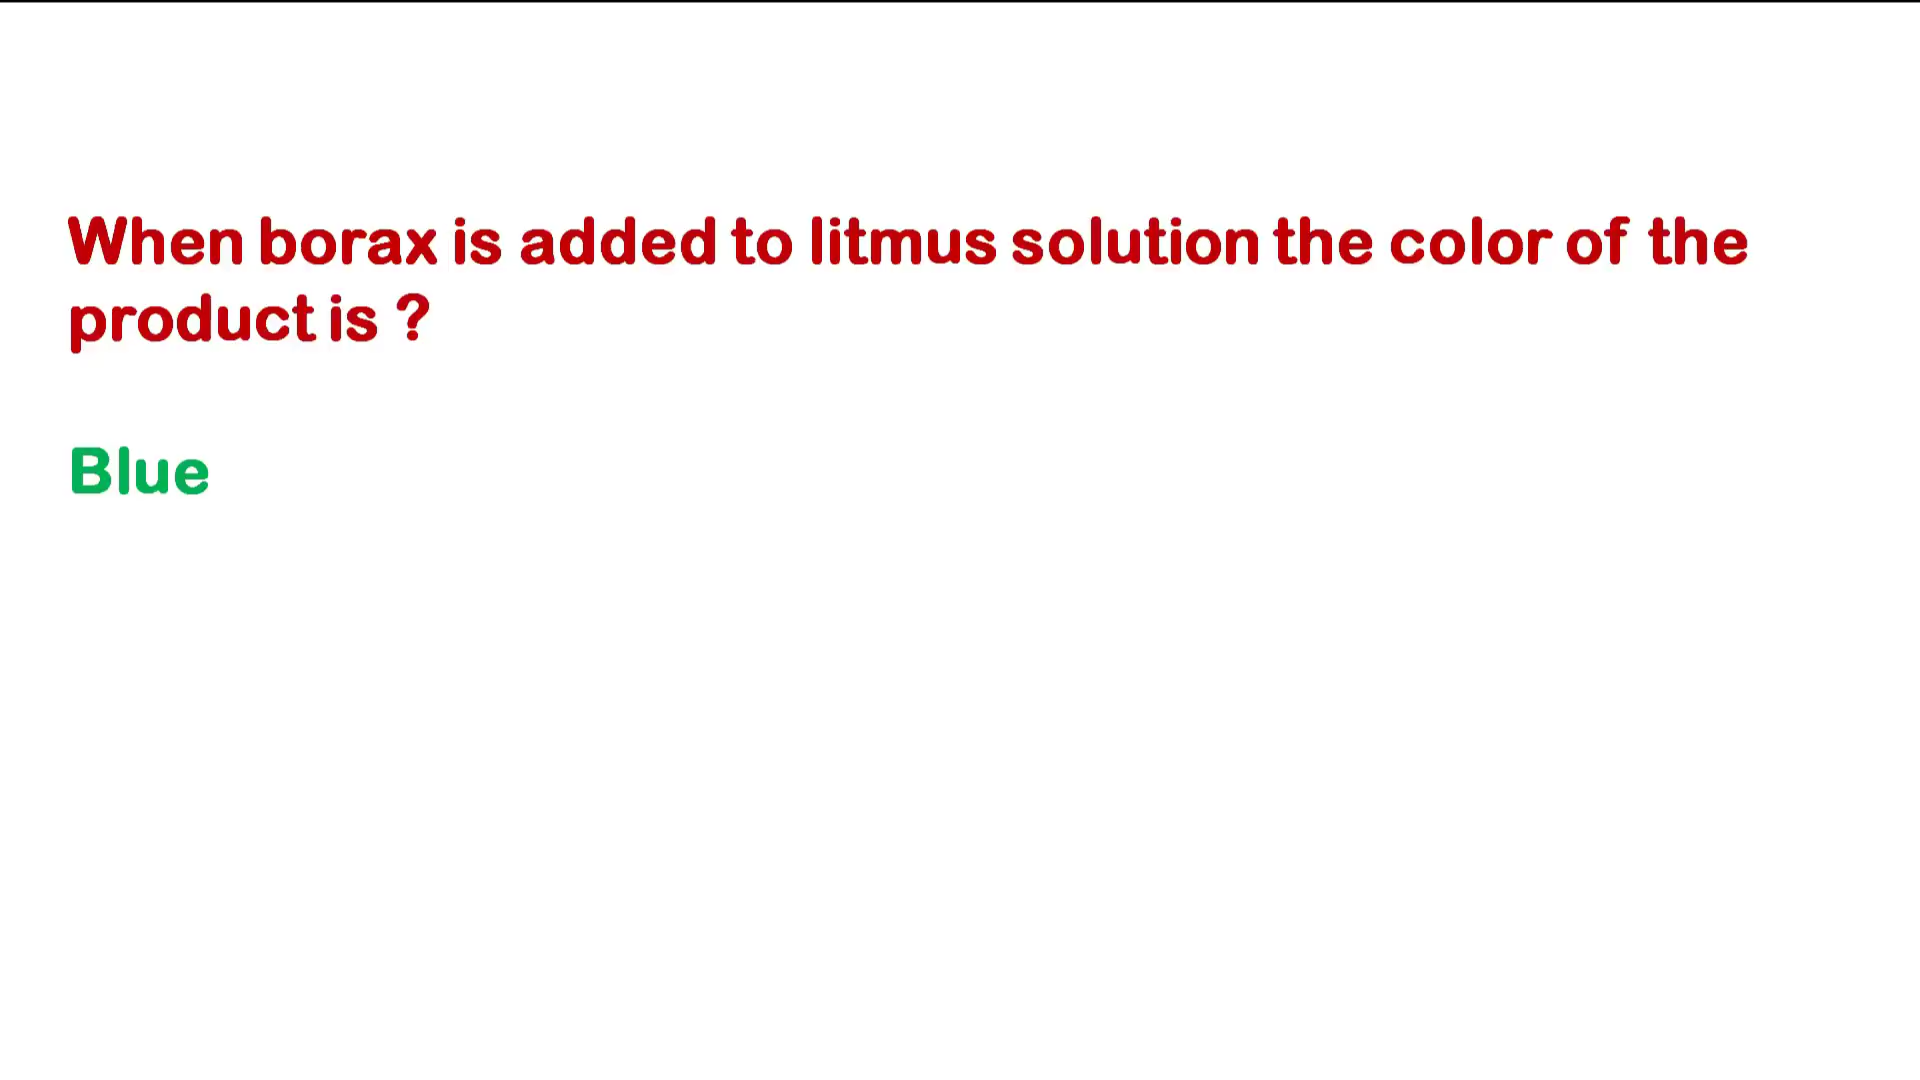 When borax is added to litmus solution the color of the
product is ?
Blue